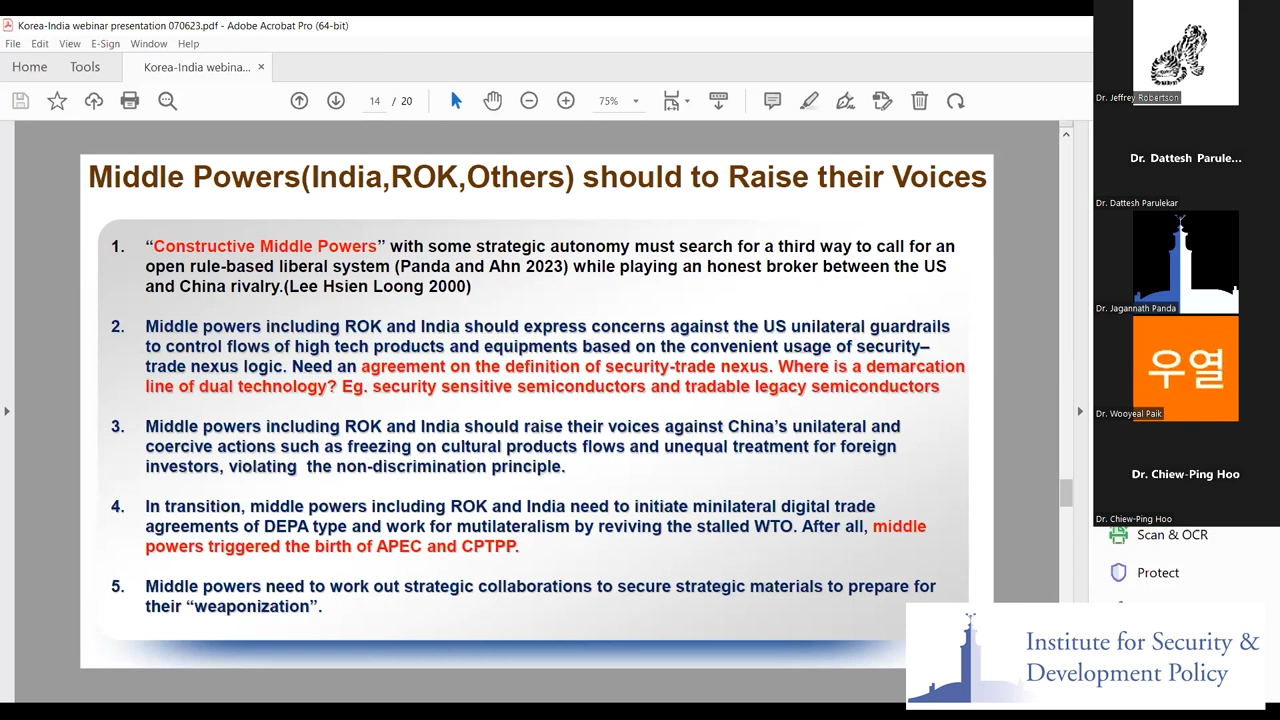 Korea-India webinar presentation 070623.pdf - Adobe Acrobat Pro (64-bit)
File Edit View E-Sign Window Help
Home Tools Korea-India webina... ×
14 / 20 75%
Middle Powers(India,ROK,Others) should to Raise their Voices
1. “Constructive Middle Powers” with some strategic autonomy must search for a third way to call for an
open rule-based liberal system (Panda and Ahn 2023) while playing an honest broker between the US
and China rivalry.(Lee Hsien Loong 2000)
2. Middle powers including ROK and India should express concerns against the US unilateral guardrails
to control flows of high tech products and equipments based on the convenient usage of security–
trade nexus logic. Need an agreement on the definition of security-trade nexus. Where is a demarcation
line of dual technology? Eg. security sensitive semiconductors and tradable legacy semiconductors
3. Middle powers including ROK and India should raise their voices against China’s unilateral and
coercive actions such as freezing on cultural products flows and unequal treatment for foreign
investors, violating the non-discrimination principle.
4. In transition, middle powers including ROK and India need to initiate minilateral digital trade
agreements of DEPA type and work for mutilateralism by reviving the stalled WTO. After all, middle
powers triggered the birth of APEC and CPTPP.
5. Middle powers need to work out strategic collaborations to secure strategic materials to prepare for
their “weaponization”.
Dr. Jeffrey Robertson
Dr. Dattesh Parule...
Dr. Dattesh Parulekar
Dr. Jagannath Panda
우열
Dr. Wooyeal Paik
Dr. Chiew-Ping Hoo
Dr. Chiew-Ping Hoo
Scan & OCR
Protect
Institute for Security &
Development Policy